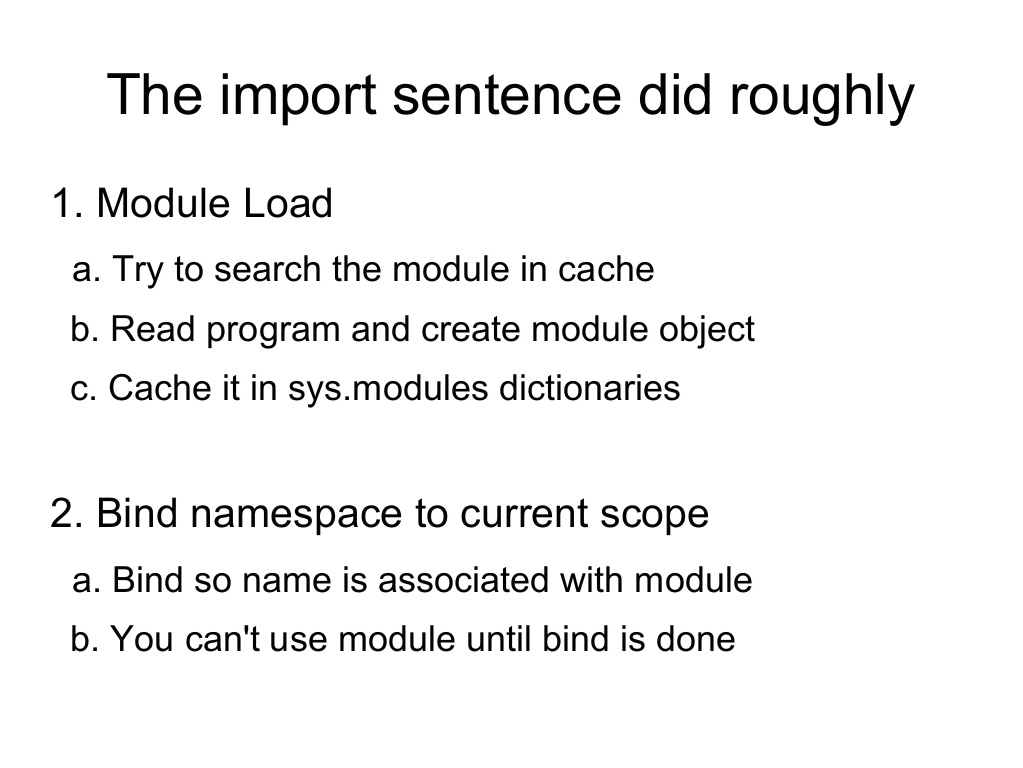 The import sentence did roughly
1. Module Load
a. Try to search the module in cache
b. Read program and create module object
c. Cache it in sys.modules dictionaries
2. Bind namespace to current scope
a. Bind so name is associated with module
b. You can't use module until bind is done